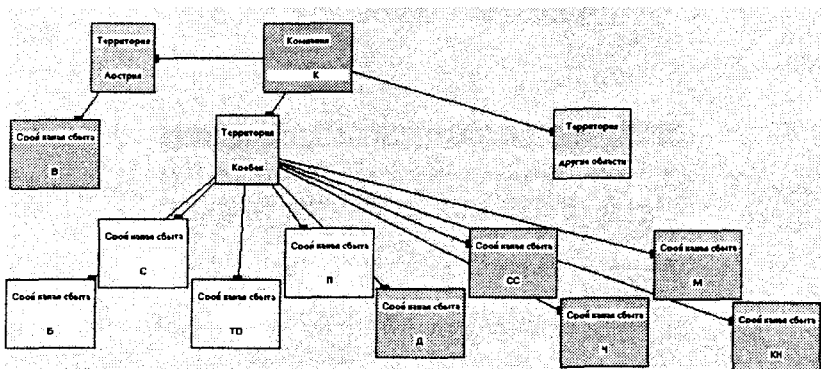 Территория
Австрия
Компания
К
Свой канал сбыта
В
Территория
Квебек
Территория
другие области
Свой канал сбыта
С
Свой канал сбыта
П
Свой канал сбыта
СС
Свой канал сбыта
М
Свой канал сбыта
Б
Свой канал сбыта
ТО
Свой канал сбыта
Д
Свой канал сбыта
Ч
Свой канал сбыта
КН